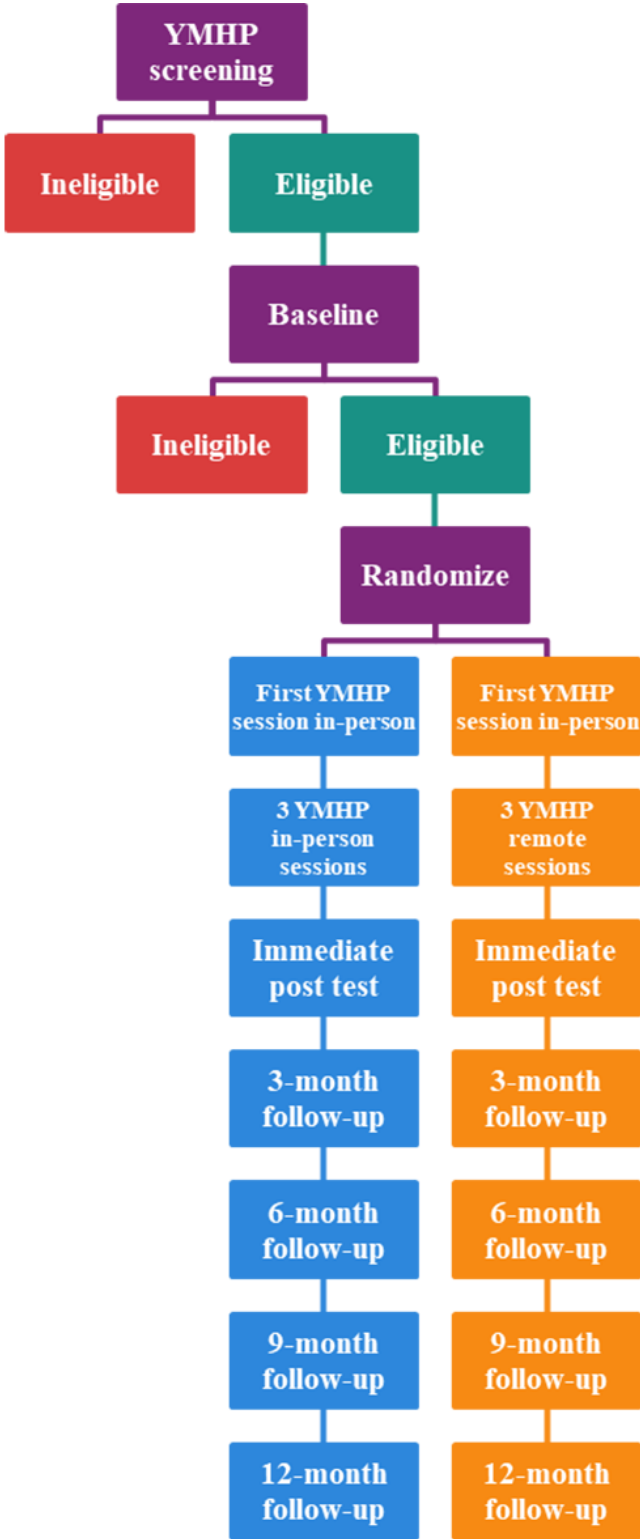 YMHP
screening
Ineligible
Eligible
Baseline
Ineligible
Eligible
Randomize
First YMHP
session in-person
First YMHP
session in-person
3 YMHP
in-person
sessions
3 YMHP
remote
sessions
Immediate
post test
Immediate
post test
3-month
follow-up
3-month
follow-up
6-month
follow-up
6-month
follow-up
9-month
follow-up
9-month
follow-up
12-month
follow-up
12-month
follow-up